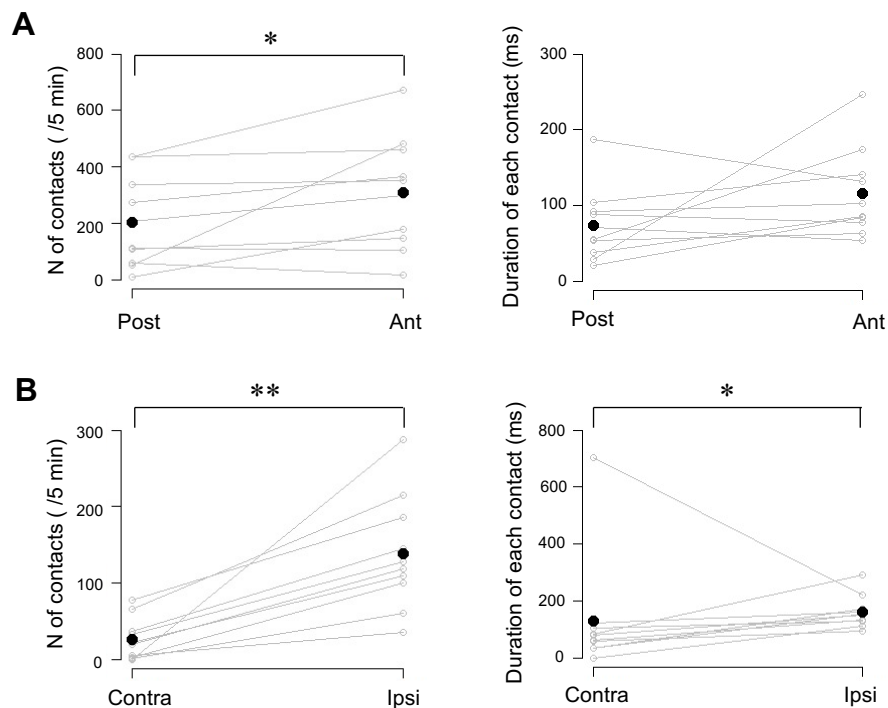 A
*
N of contacts ( /5 min)
800
600
400
200
0
Post
Ant
Duration of each contact (ms)
300
200
100
0
Post
Ant
B
**
N of contacts ( /5 min)
300
200
100
0
Contra
Ipsi
*
Duration of each contact (ms)
800
600
400
200
0
Contra
Ipsi